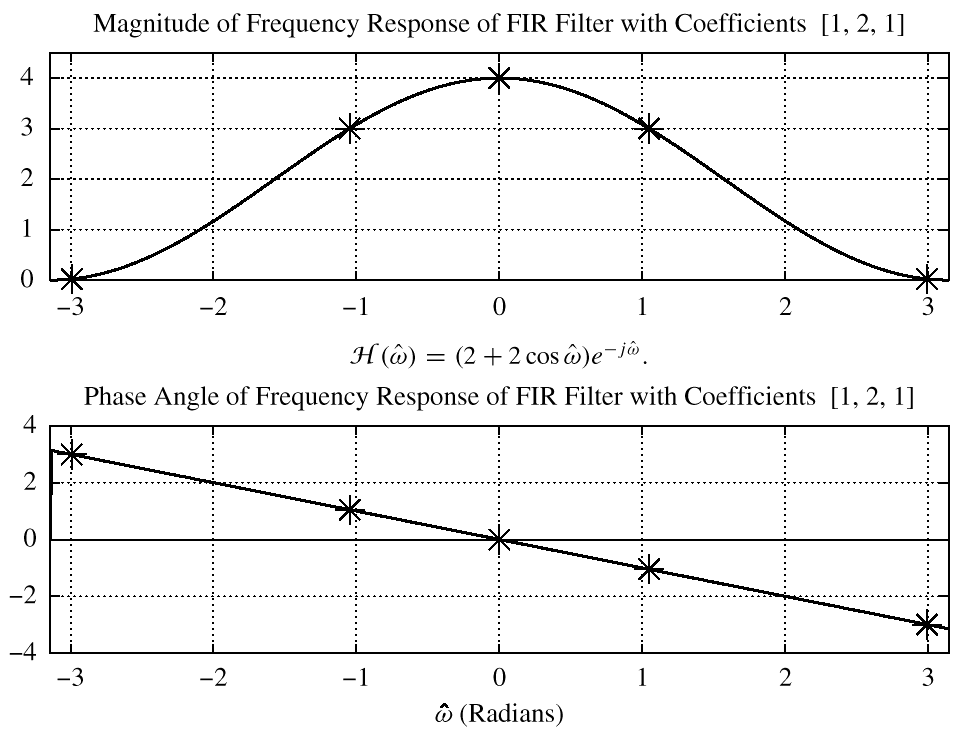 Magnitude of Frequency Response of FIR Filter with Coefficients [1, 2, 1]
4
3
2
1
0
−3 −2 −1 0 1 2 3
ℋ(ω̂) = (2 + 2 cos ω̂)e^{−jω̂}.
Phase Angle of Frequency Response of FIR Filter with Coefficients [1, 2, 1]
4
2
0
−2
−4
−3 −2 −1 0 1 2 3
ω̂ (Radians)